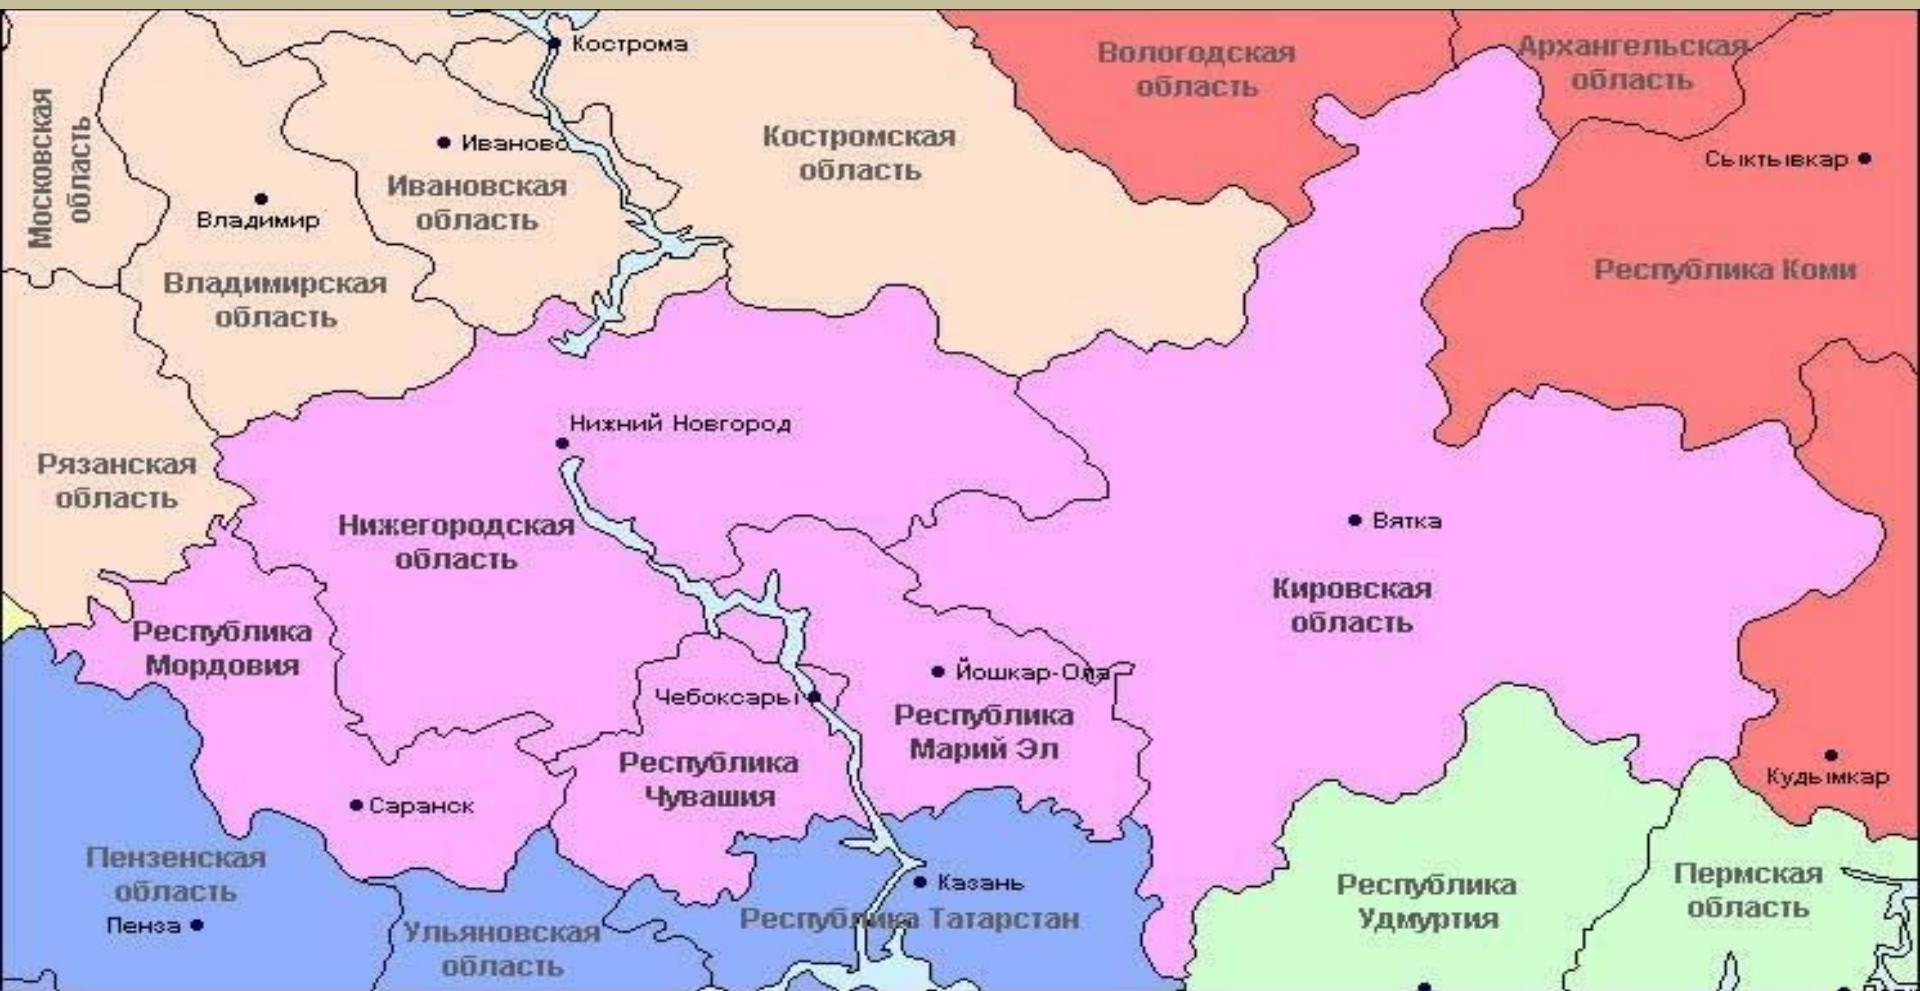 Кострома
Вологодская
область
Архангельская
область
Московская
область
Иваново
Костромская
область
Сыктывкар
Ивановская
область
Владимир
Владимирская
область
Республика Коми
Нижний Новгород
Рязанская
область
Нижегородская
область
Вятка
Кировская
область
Республика
Мордовия
Йошкар-Ола
Чебоксары
Республика
Марий Эл
Республика
Чувашия
Кудымкар
Саранск
Пензенская
область
Пенза
Ульяновская
область
Казань
Республика Татарстан
Республика
Удмуртия
Пермская
область